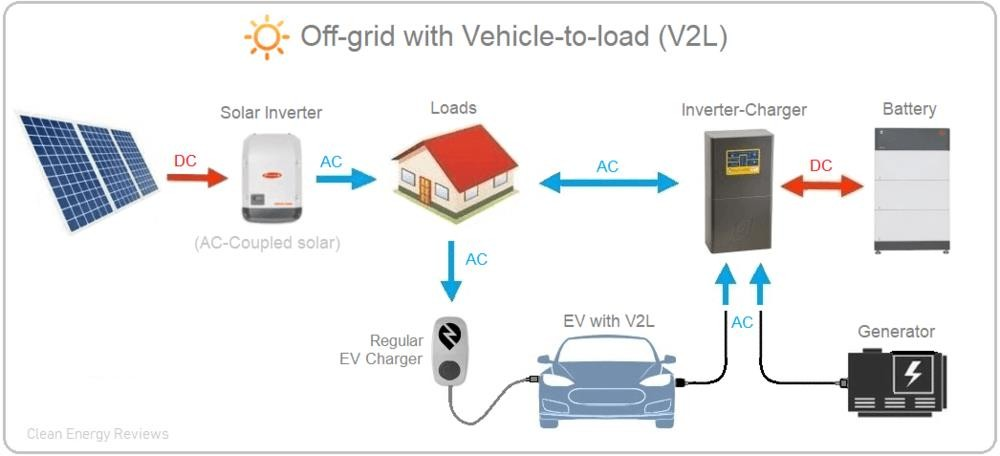 Off-grid with Vehicle-to-load (V2L)
Solar Inverter
Loads
Inverter-Charger
Battery
DC
AC
AC
DC
(AC-Coupled solar)
AC
Regular
EV Charger
EV with V2L
AC
Generator
Clean Energy Reviews